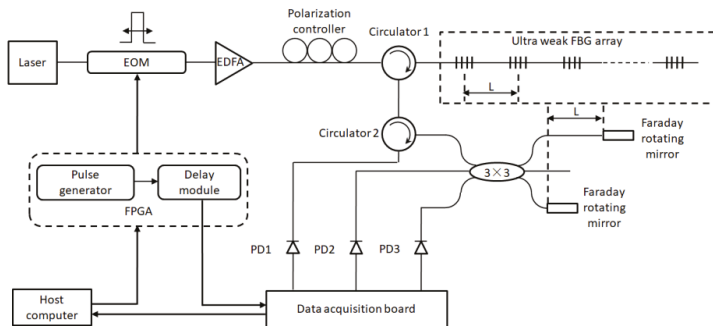 Polarization
controller
Circulator 1
Ultra weak FBG array
Laser
EOM
EDFA
L
Circulator 2
L
Faraday
rotating
mirror
Pulse
generator
Delay
module
FPGA
3×3
Faraday
rotating
mirror
PD1
PD2
PD3
Host
computer
Data acquisition board